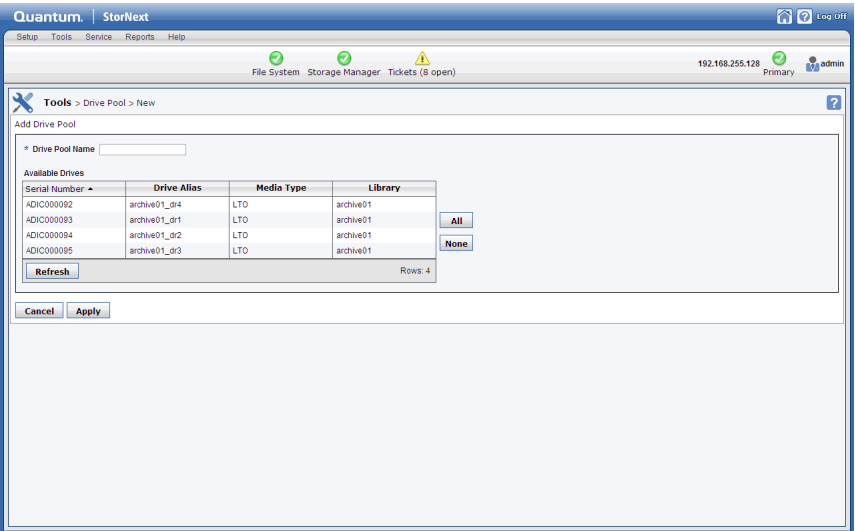 Quantum. StorNext Log Off
Setup Tools Service Reports Help
File System Storage Manager Tickets (8 open) 192.168.255.128 Primary admin
Tools > Drive Pool > New
Add Drive Pool
* Drive Pool Name
Available Drives
Serial Number Drive Alias Media Type Library
ADIC000092 archive01_dr4 LTO archive01
ADIC000093 archive01_dr1 LTO archive01
ADIC000094 archive01_dr2 LTO archive01
ADIC000095 archive01_dr3 LTO archive01
All
None
Refresh Rows: 4
Cancel Apply